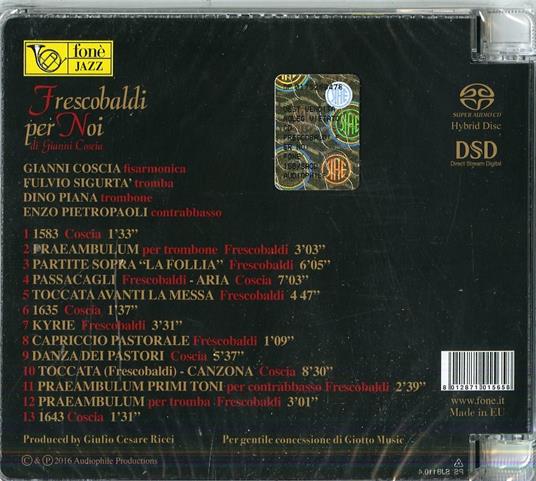 fonè
JAZZ
Frescobaldi
per Noi
di Gianni Coscia
SUPER AUDIO CD
Hybrid Disc
DSD
Direct Stream Digital
GIANNI COSCIA fisarmonica
FULVIO SIGURTA' tromba
DINO PIANA trombone
ENZO PIETROPAOLI contrabbasso
1 1583 Coscia 1'33"
2 PRAEAMBULUM per trombone Frescobaldi 3'03"
3 PARTITE SOPRA "LA FOLLIA" Frescobaldi 6'05"
4 PASSACAGLI Frescobaldi - ARIA Coscia 7'03"
5 TOCCATA AVANTI LA MESSA Frescobaldi 4 47"
6 1635 Coscia 1'37"
7 KYRIE Frescobaldi 3'31"
8 CAPRICCIO PASTORALE Frescobaldi 1'09"
9 DANZA DEI PASTORI Coscia 5'37"
10 TOCCATA (Frescobaldi) - CANZONA Coscia 8'30"
11 PRAEAMBULUM PRIMI TONI per contrabbasso Frescobaldi 2'39"
12 PRAEAMBULUM per tromba Frescobaldi 3'01"
13 1643 Coscia 1'31"
8 012871 015656
www.fone.it
Made in EU
Produced by Giulio Cesare Ricci
Per gentile concessione di Giotto Music
© & ℗ 2016 Audiophile Productions